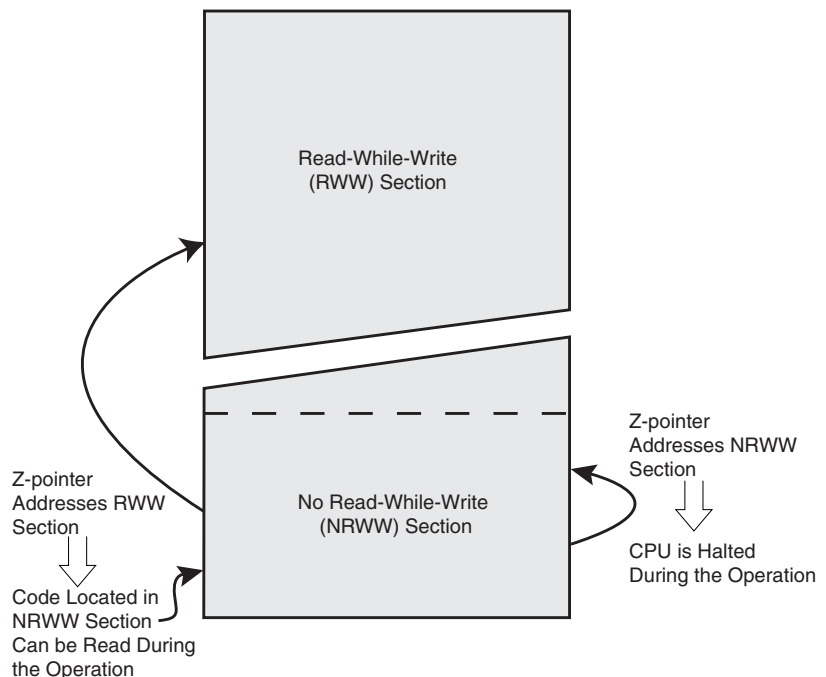 Read-While-Write
(RWW) Section
Z-pointer
Addresses NRWW
Section
CPU is Halted
During the Operation
No Read-While-Write
(NRWW) Section
Z-pointer
Addresses RWW
Section
Code Located in
NRWW Section
Can be Read During
the Operation